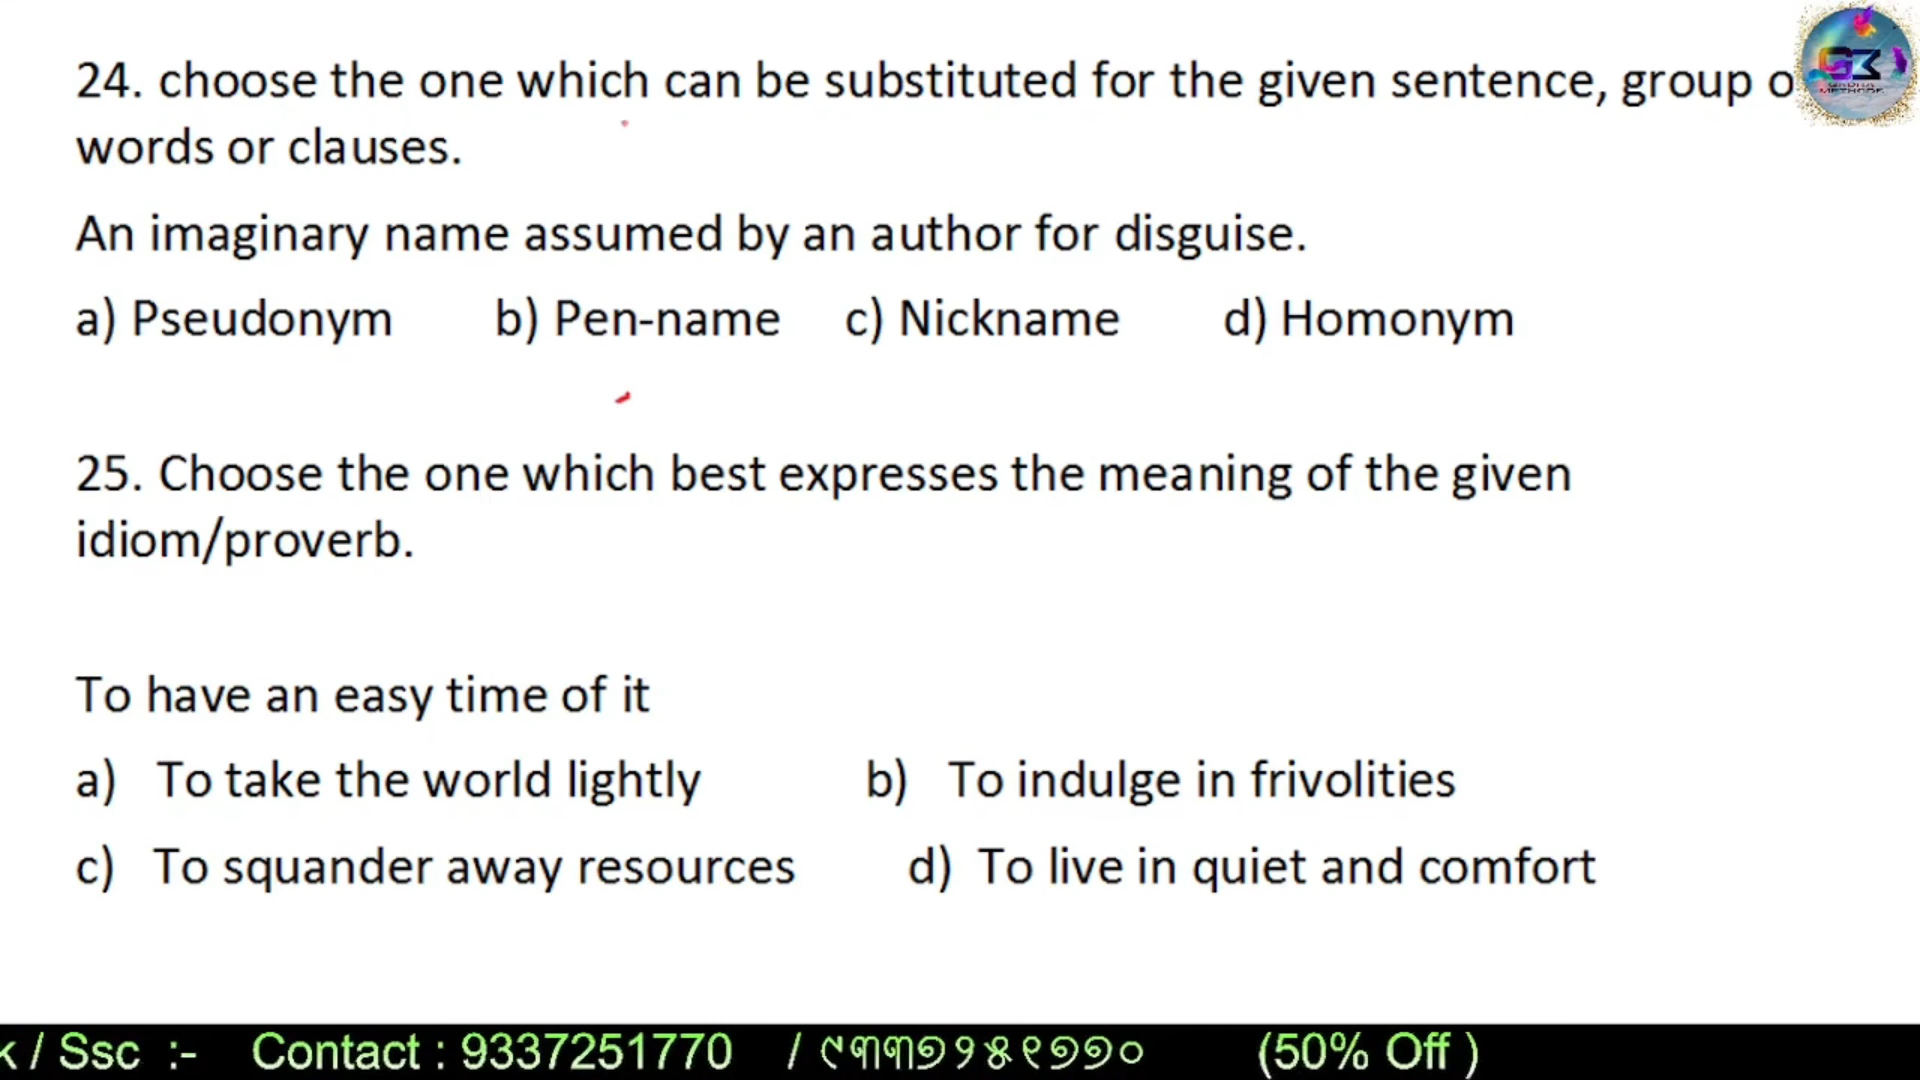 24. choose the one which can be substituted for the given sentence, group o
words or clauses.
An imaginary name assumed by an author for disguise.
a) Pseudonym b) Pen-name c) Nickname d) Homonym
25. Choose the one which best expresses the meaning of the given
idiom/proverb.
To have an easy time of it
a) To take the world lightly b) To indulge in frivolities
c) To squander away resources d) To live in quiet and comfort
k / Ssc :- Contact : 9337251770 / ୯୩୩୭୨୫୧୭୭୦ (50% Off )